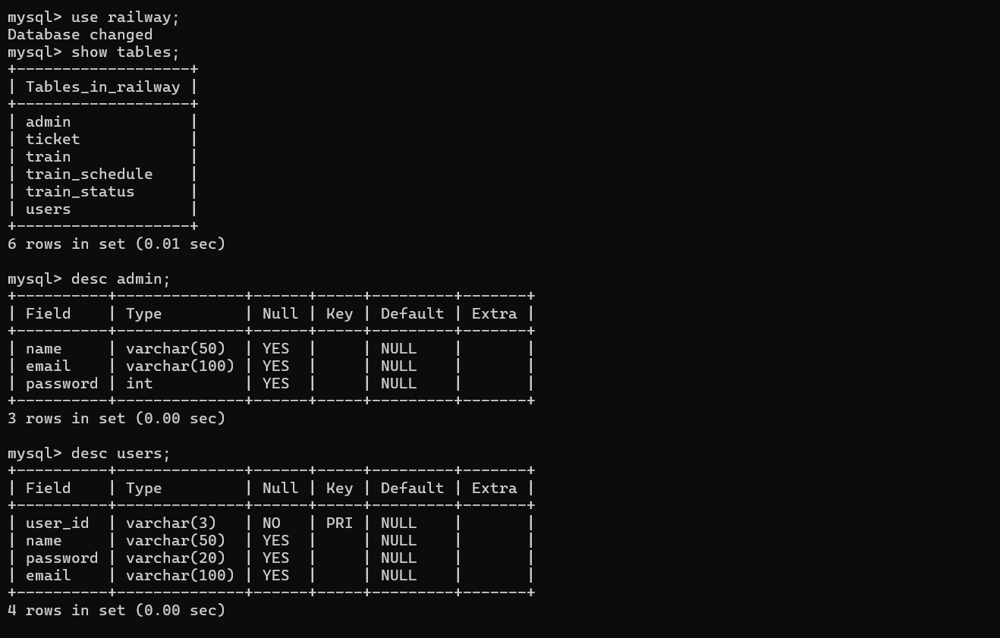 mysql> use railway;
Database changed
mysql> show tables;
+-------------------+
| Tables_in_railway |
+-------------------+
| admin             |
| ticket            |
| train             |
| train_schedule    |
| train_status      |
| users             |
+-------------------+
6 rows in set (0.01 sec)

mysql> desc admin;
+----------+--------------+------+-----+---------+-------+
| Field    | Type         | Null | Key | Default | Extra |
+----------+--------------+------+-----+---------+-------+
| name     | varchar(50)  | YES  |     | NULL    |       |
| email    | varchar(100) | YES  |     | NULL    |       |
| password | int          | YES  |     | NULL    |       |
+----------+--------------+------+-----+---------+-------+
3 rows in set (0.00 sec)

mysql> desc users;
+----------+--------------+------+-----+---------+-------+
| Field    | Type         | Null | Key | Default | Extra |
+----------+--------------+------+-----+---------+-------+
| user_id  | varchar(3)   | NO   | PRI | NULL    |       |
| name     | varchar(50)  | YES  |     | NULL    |       |
| password | varchar(20)  | YES  |     | NULL    |       |
| email    | varchar(100) | YES  |     | NULL    |       |
+----------+--------------+------+-----+---------+-------+
4 rows in set (0.00 sec)